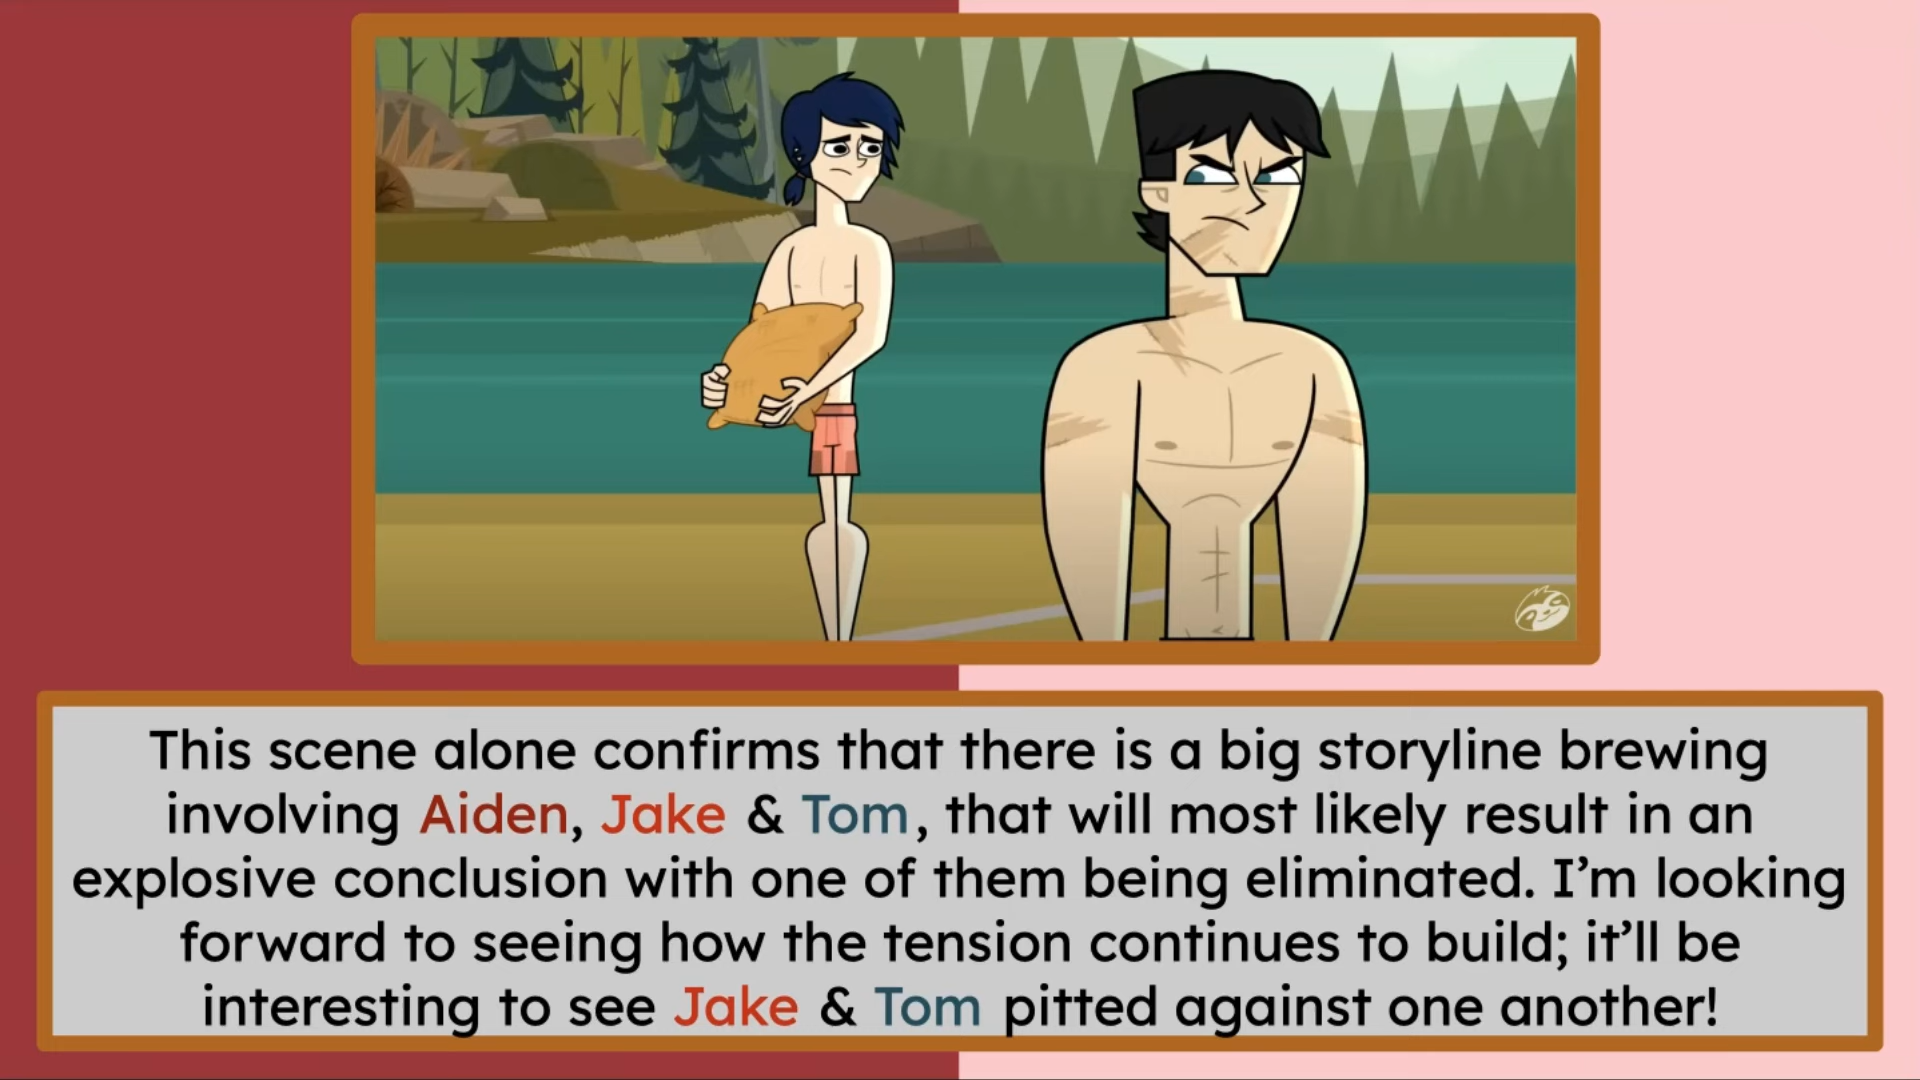 This scene alone confirms that there is a big storyline brewing
involving Aiden, Jake & Tom, that will most likely result in an
explosive conclusion with one of them being eliminated. I’m looking
forward to seeing how the tension continues to build; it’ll be
interesting to see Jake & Tom pitted against one another!